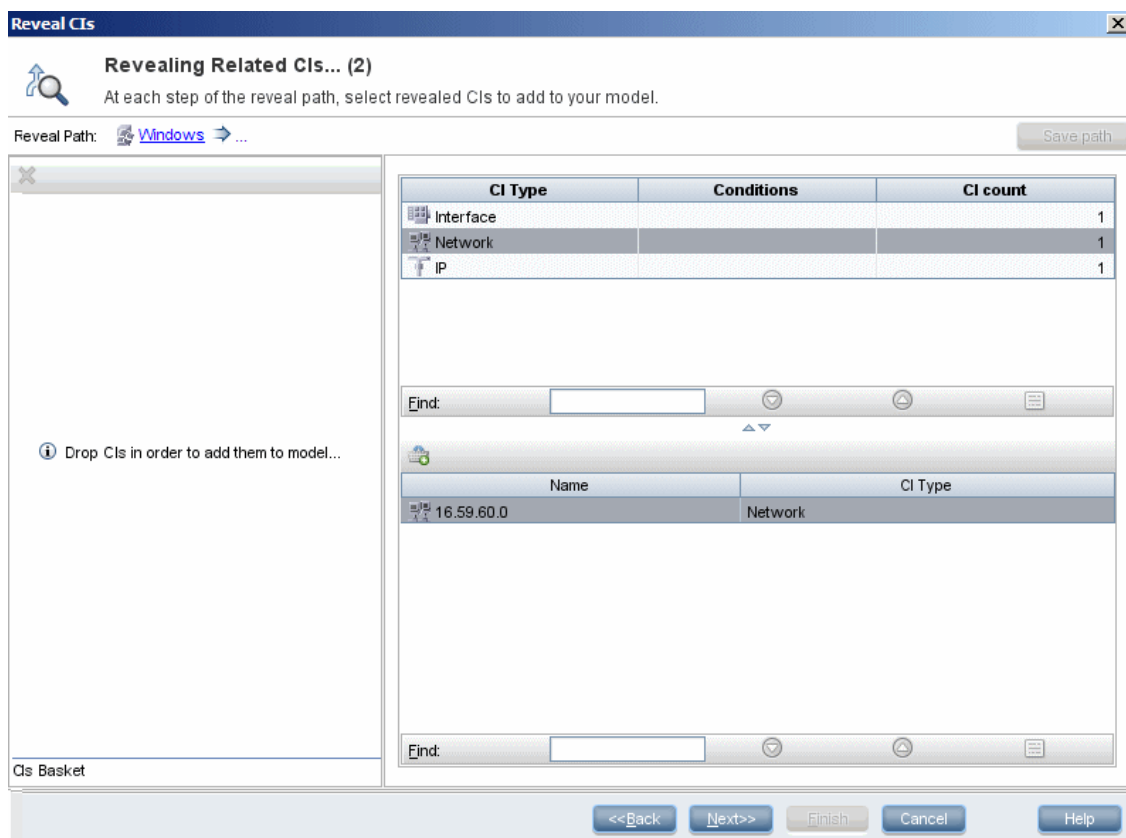 Reveal CIs
Revealing Related CIs... (2)
At each step of the reveal path, select revealed CIs to add to your model.
Reveal Path: Windows ... Save path
CI Type Conditions CI count
Interface 1
Network 1
IP 1
Find:
Drop CIs in order to add them to model...
Name CI Type
16.59.60.0 Network
Find:
CIs Basket
<<Back Next>> Finish Cancel Help